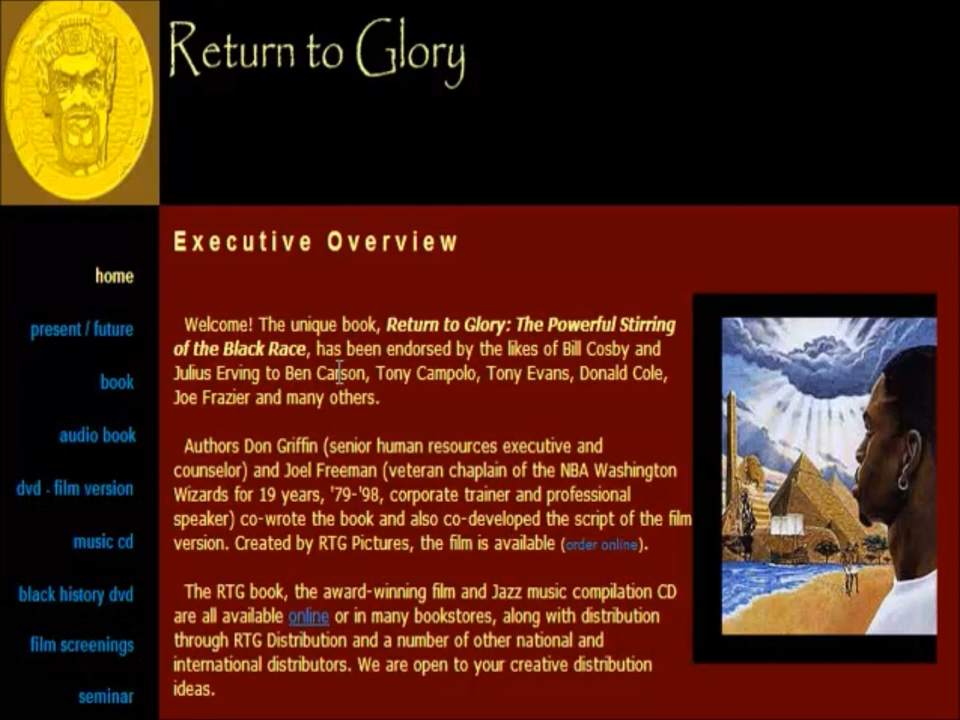 Return to Glory
Executive Overview
home
present / future
book
audio book
dvd - film version
music cd
black history dvd
film screenings
seminar
Welcome! The unique book, Return to Glory: The Powerful Stirring
of the Black Race, has been endorsed by the likes of Bill Cosby and
Julius Erving to Ben Carson, Tony Campolo, Tony Evans, Donald Cole,
Joe Frazier and many others.
Authors Don Griffin (senior human resources executive and
counselor) and Joel Freeman (veteran chaplain of the NBA Washington
Wizards for 19 years, '79-'98, corporate trainer and professional
speaker) co-wrote the book and also co-developed the script of the film
version. Created by RTG Pictures, the film is available (order online).
The RTG book, the award-winning film and Jazz music compilation CD
are all available online or in many bookstores, along with distribution
through RTG Distribution and a number of other national and
international distributors. We are open to your creative distribution
ideas.